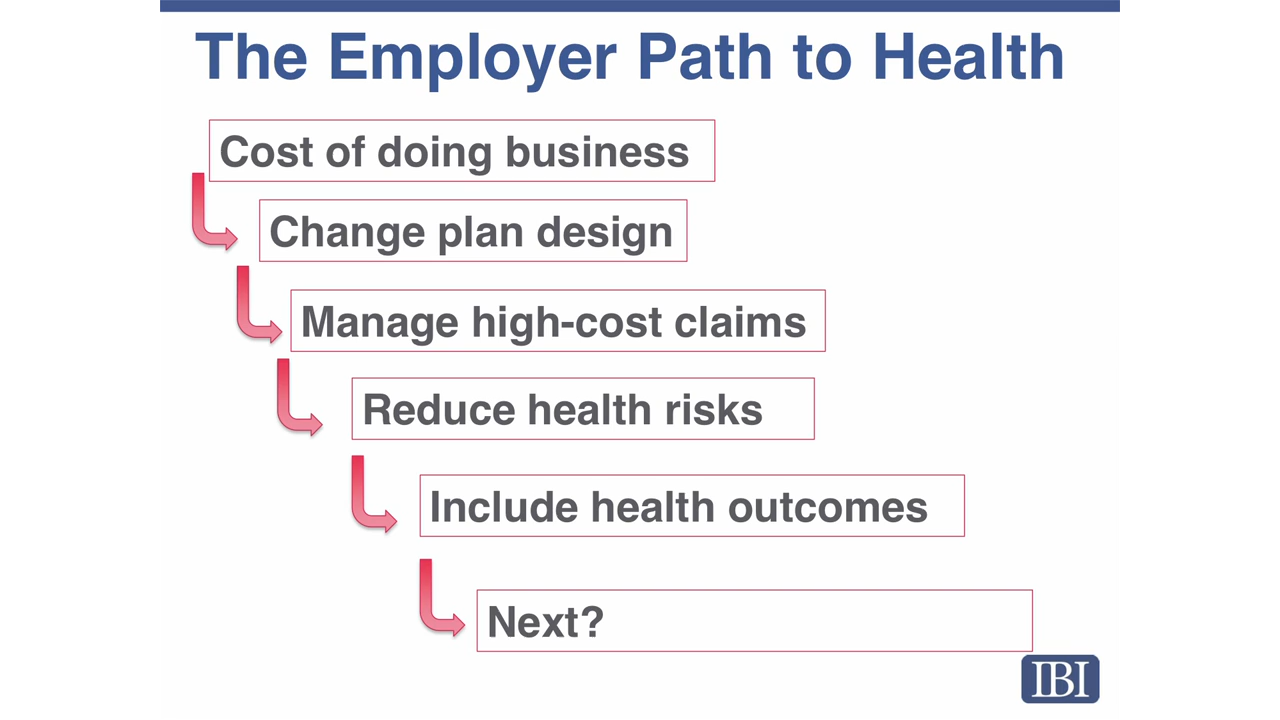 The Employer Path to Health
Cost of doing business
Change plan design
Manage high-cost claims
Reduce health risks
Include health outcomes
Next?
IBI